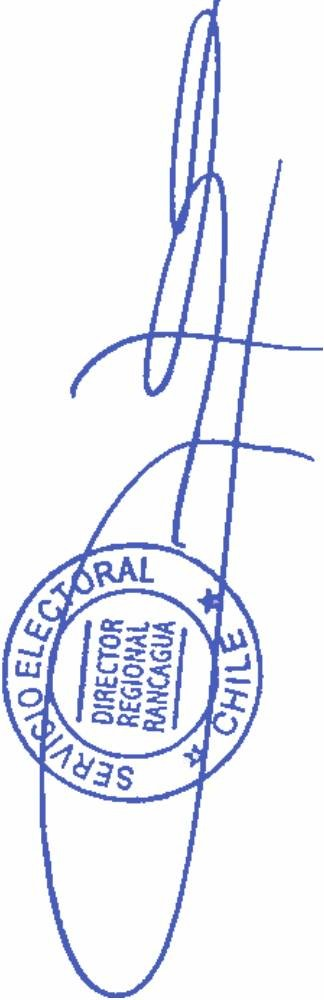 SERVICIO ELECTORAL
DIRECTOR
REGIONAL
RANCAGUA
★ CHILE ★